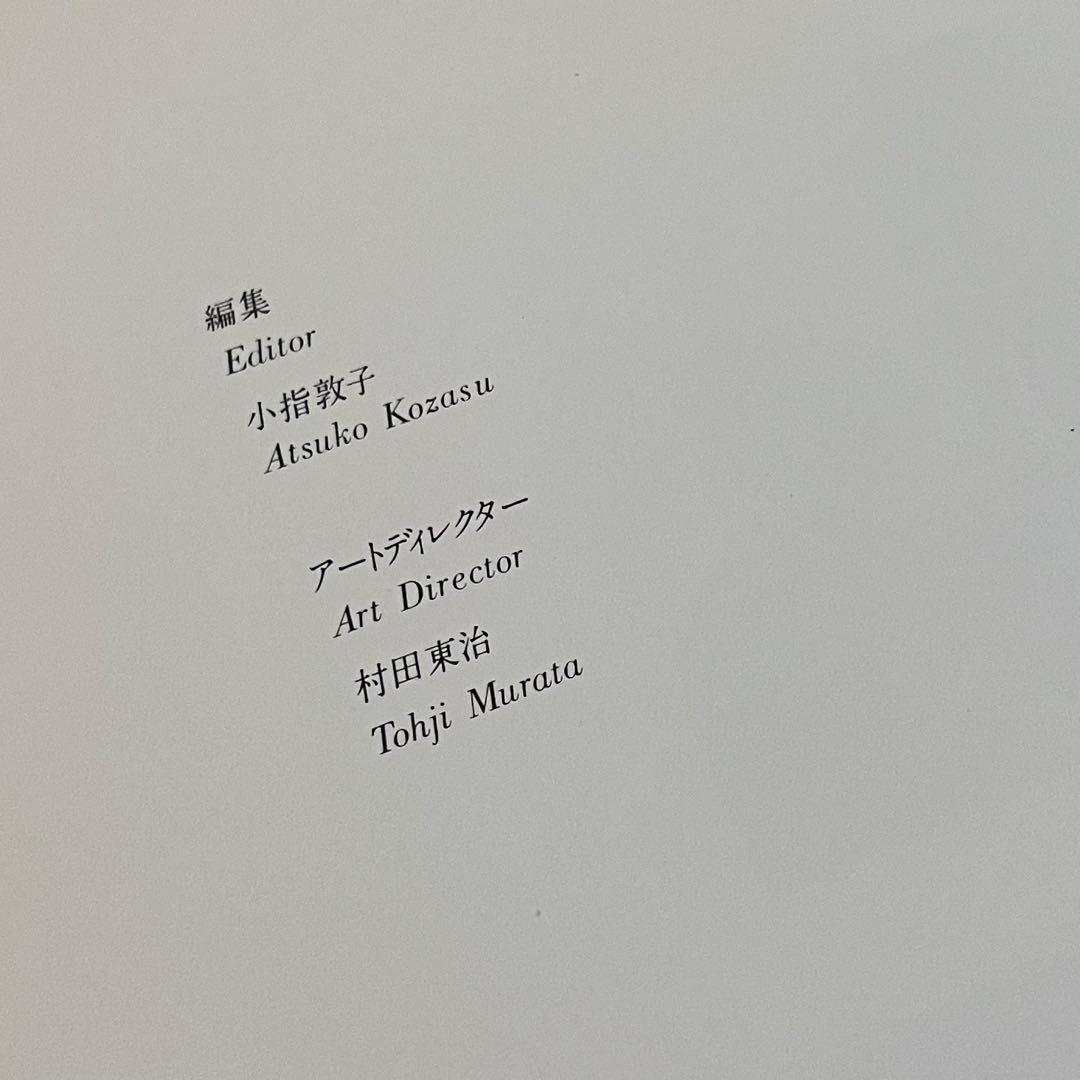 編集
Editor
小指敦子
Atsuko Kozasu
アートディレクター
Art Director
村田東治
Tohji Murata